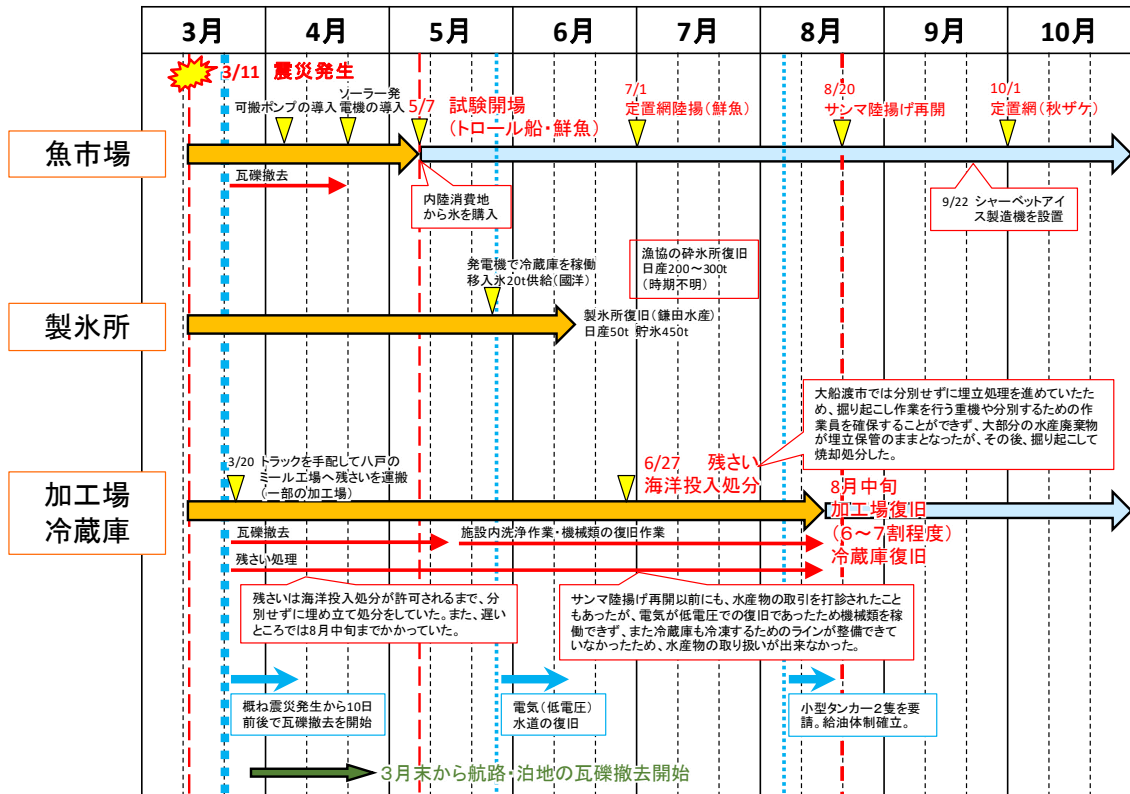 3月
4月
5月
6月
7月
8月
9月
10月
3/11 震災発生
可搬ポンプの導入
ソーラー発
電機の導入
5/7
試験開場
(トロール船・鮮魚)
7/1
定置網陸揚(鮮魚)
8/20
サンマ陸揚げ再開
10/1
定置網(秋ザケ)
魚市場
瓦礫撤去
内陸消費地
から氷を購入
9/22 シャーベットアイ
ス製造機を設置
発電機で冷蔵庫を稼働
移入氷20t供給(國洋)
漁協の砕氷所復旧
日産200~300t
(時期不明)
製氷所
製氷所復旧(鎌田水産)
日産50t 貯氷450t
大船渡市では分別せずに埋立処理を進めていたた
め、掘り起こし作業を行う重機や分別するための作
業員を確保することができず、大部分の水産廃棄物
が埋立保管のままとなったが、その後、掘り起こして
焼却処分した。
3/20 トラックを手配して八戸の
ミール工場へ残さいを運搬
(一部の加工場)
6/27 残さい
海洋投入処分
加工場
冷蔵庫
8月中旬
加工場復旧
(6~7割程度)
冷蔵庫復旧
瓦礫撤去
施設内洗浄作業・機械類の復旧作業
残さい処理
残さいは海洋投入処分が許可されるまで、分
別せずに埋め立て処分をしていた。また、遅い
ところでは8月中旬までかかっていた。
サンマ陸揚げ再開以前にも、水産物の取引を打診されたこと
もあったが、電気が低電圧での復旧であったため機械類を稼
働できず、また冷蔵庫も冷凍するためのラインが整備できて
いなかったため、水産物の取り扱いが出来なかった。
概ね震災発生から10日
前後で瓦礫撤去を開始
電気(低電圧)
水道の復旧
小型タンカー2隻を要
請。給油体制確立。
3月末から航路・泊地の瓦礫撤去開始